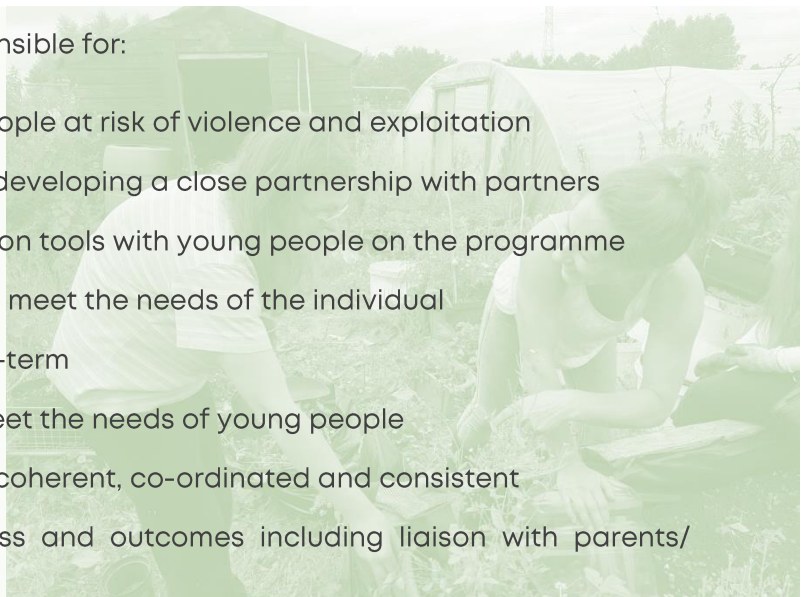 nsible for:
ople at risk of violence and exploitation
developing a close partnership with partners
on tools with young people on the programme
meet the needs of the individual
-term
eet the needs of young people
coherent, co-ordinated and consistent
ss and outcomes including liaison with parents/